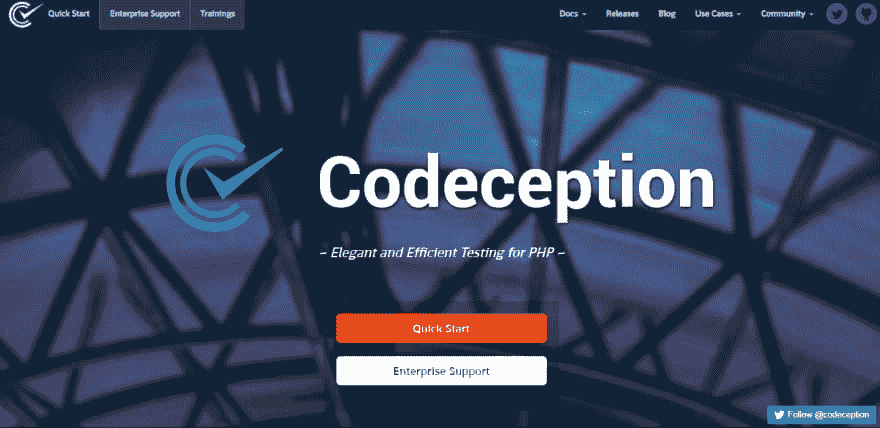 Quick Start Enterprise Support Trainings Docs Releases Blog Use Cases Community
Codeception
~ Elegant and Efficient Testing for PHP ~
Quick Start
Enterprise Support
Follow @codeception